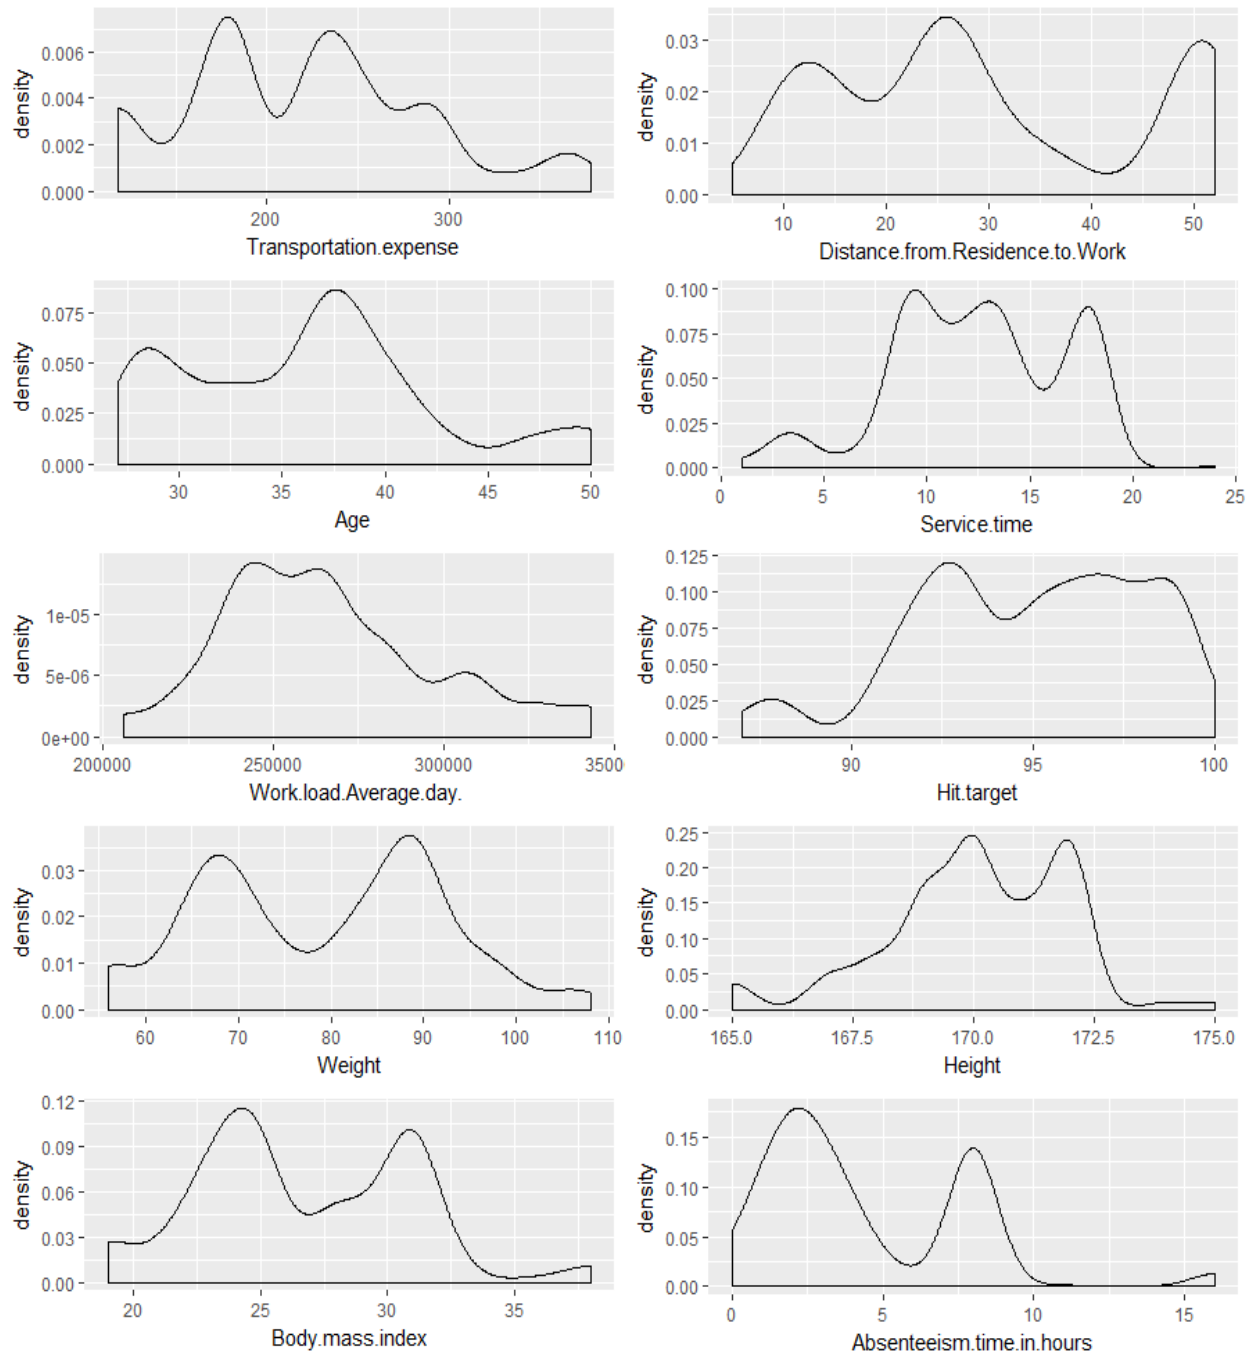 0.006
0.004
0.002
0.000
density
200 300
Transportation.expense
0.03
0.02
0.01
0.00
density
10 20 30 40 50
Distance.from.Residence.to.Work
0.075
0.050
0.025
0.000
density
30 35 40 45 50
Age
0.100
0.075
0.050
0.025
0.000
density
0 5 10 15 20 25
Service.time
1e-05
5e-06
0e+00
density
200000 250000 300000 3500
Work.load.Average.day.
0.125
0.100
0.075
0.050
0.025
0.000
density
90 95 100
Hit.target
0.03
0.02
0.01
0.00
density
60 70 80 90 100 110
Weight
0.25
0.20
0.15
0.10
0.05
0.00
density
165.0 167.5 170.0 172.5 175.0
Height
0.12
0.09
0.06
0.03
0.00
density
20 25 30 35
Body.mass.index
0.15
0.10
0.05
0.00
density
0 5 10 15
Absenteeism.time.in.hours